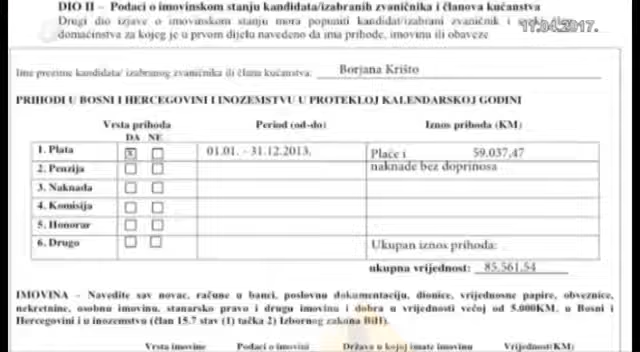 DIO II – Podaci o imovinskom stanju kandidata/izabranih zvaničnika i članova kućanstva
Drugi dio izjave o imovinskom stanju mora popuniti kandidat/izabrani zvaničnik i
17.04.2017.
domaćinstva za kojeg je u prvom dijelu navedeno da ima prihode, imovinu ili obaveze
Ime prezime kandidata/ izabranog zvaničnika ili člana kućanstva: Borjana Krišto
PRIHODI U BOSNI I HERCEGOVINI I INOZEMSTVU U PROTEKLOJ KALENDARSKOJ GODINI
Vrsta prihoda Period (od-do) Iznos prihoda (KM)
DA NE
1. Plata x 01.01. - 31.12.2013. Plaće i 59.037,47
naknade bez doprinosa
2. Penzija
3. Naknada
4. Komisija
5. Honorar
6. Drugo Ukupan iznos prihoda:
ukupna vrijednost: 85.561,54
IMOVINA – Navedite sav novac, račune u banci, poslovnu dokumentaciju, dionice, vrijednosne papire, obveznice,
nekretnine, osobnu imovinu, stanarsko pravo i drugu imovinu i dobra u vrijednosti većoj od 5.000KM, u Bosni i
Hercegovini i u inozemstvu (član 15.7 stav (1) tačka 2) Izbornog zakona BiH).
Vrsta imovine Podaci o imovini Država u kojoj imate imovinu Vrijednost(KM)